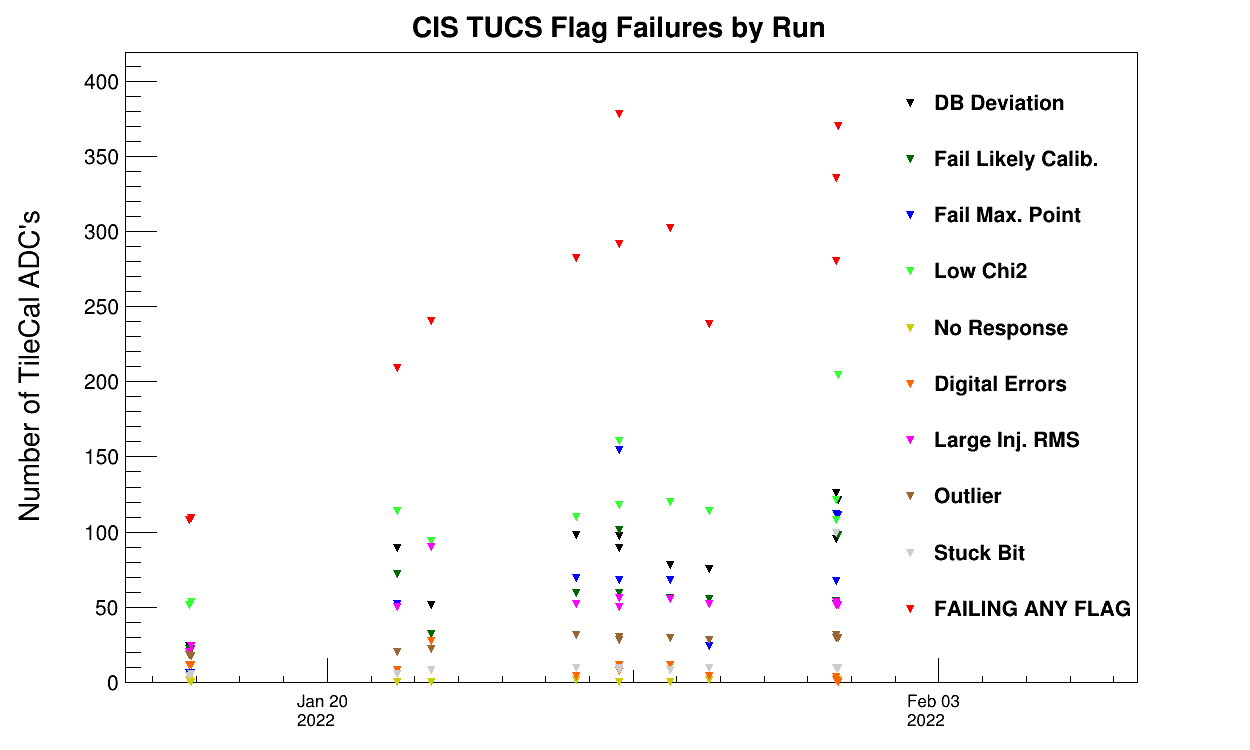 CIS TUCS Flag Failures by Run
Number of TileCal ADC's
400
350
300
250
200
150
100
50
0
Jan 20
2022
Feb 03
2022
DB Deviation
Fail Likely Calib.
Fail Max. Point
Low Chi2
No Response
Digital Errors
Large Inj. RMS
Outlier
Stuck Bit
FAILING ANY FLAG